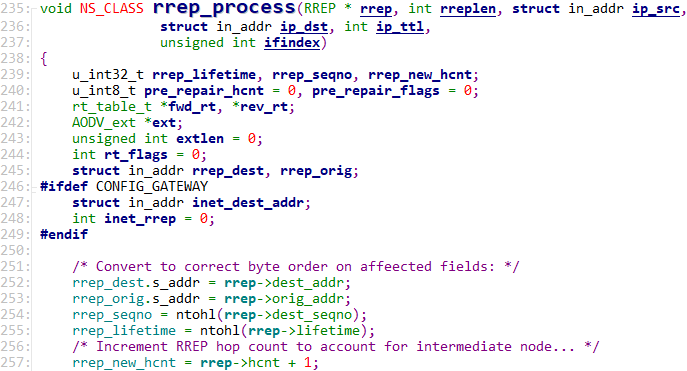 235: void NS_CLASS rrep_process(RREP * rrep, int rreplen, struct in_addr ip_src,
236: struct in_addr ip_dst, int ip_ttl,
237: unsigned int ifindex)
238: {
239: u_int32_t rrep_lifetime, rrep_seqno, rrep_new_hcnt;
240: u_int8_t pre_repair_hcnt = 0, pre_repair_flags = 0;
241: rt_table_t *fwd_rt, *rev_rt;
242: AODV_ext *ext;
243: unsigned int extlen = 0;
244: int rt_flags = 0;
245: struct in_addr rrep_dest, rrep_orig;
246: #ifdef CONFIG_GATEWAY
247: struct in_addr inet_dest_addr;
248: int inet_rrep = 0;
249: #endif
250:
251: /* Convert to correct byte order on affeected fields: */
252: rrep_dest.s_addr = rrep->dest_addr;
253: rrep_orig.s_addr = rrep->orig_addr;
254: rrep_seqno = ntohl(rrep->dest_seqno);
255: rrep_lifetime = ntohl(rrep->lifetime);
256: /* Increment RREP hop count to account for intermediate node... */
257: rrep_new_hcnt = rrep->hcnt + 1;